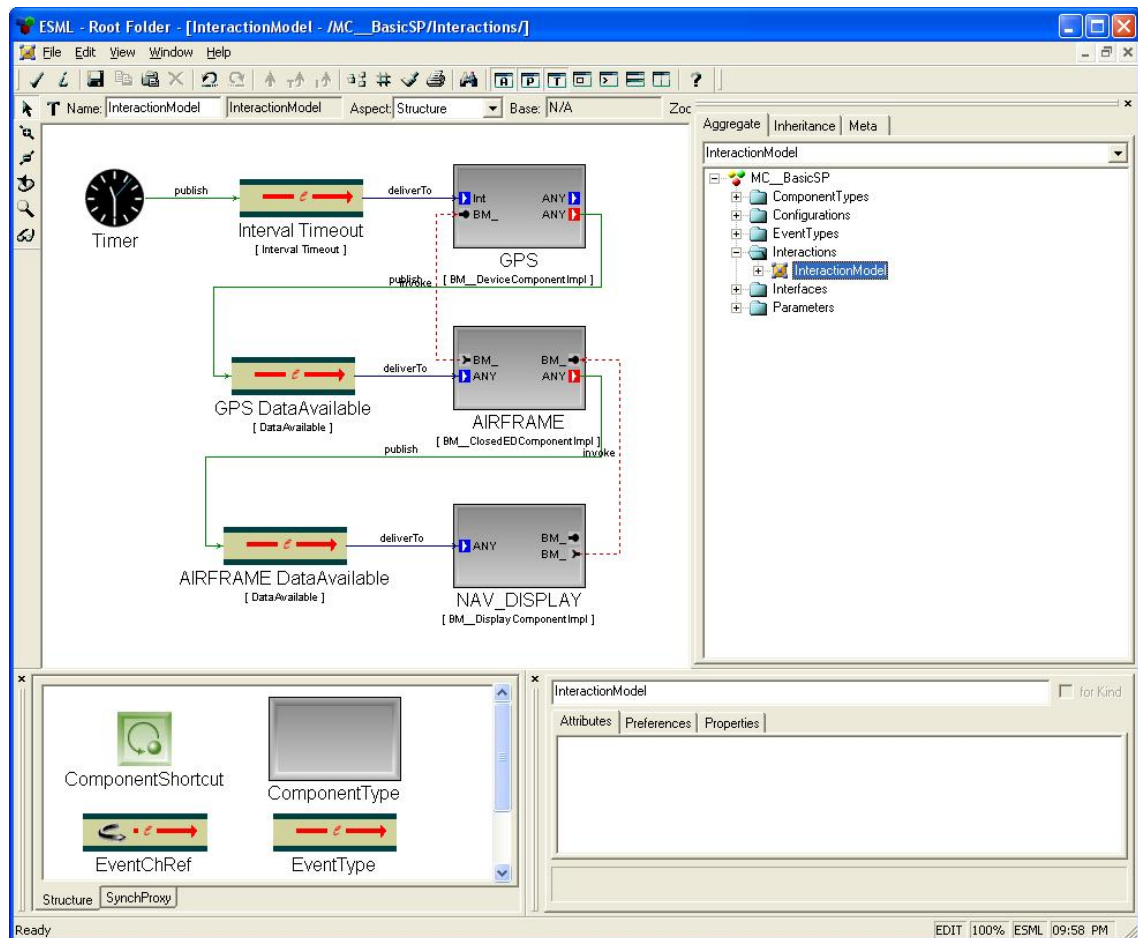 ESML - Root Folder - [InteractionModel - /MC__BasicSP/Interactions/]
File Edit View Window Help
Name: InteractionModel InteractionModel Aspect: Structure Base: N/A Zoc
Aggregate Inheritance Meta
InteractionModel
MC__BasicSP
ComponentTypes
Configurations
EventTypes
Interactions
InteractionModel
Interfaces
Parameters
Timer
publish
Interval Timeout
[ Interval Timeout ]
deliverTo
Int ANY
BM_ ANY
GPS
[ BM__DeviceComponentImpl ]
publish
invoke
GPS DataAvailable
[ DataAvailable ]
deliverTo
BM_ BM_
ANY ANY
AIRFRAME
[ BM__ClosedEDComponentImpl ]
publish
invoke
AIRFRAME DataAvailable
[ DataAvailable ]
deliverTo
ANY BM_
BM_
NAV_DISPLAY
[ BM__DisplayComponentImpl ]
ComponentShortcut
ComponentType
EventChRef
EventType
Structure SynchProxy
InteractionModel for Kind
Attributes Preferences Properties
Ready EDIT 100% ESML 09:58 PM